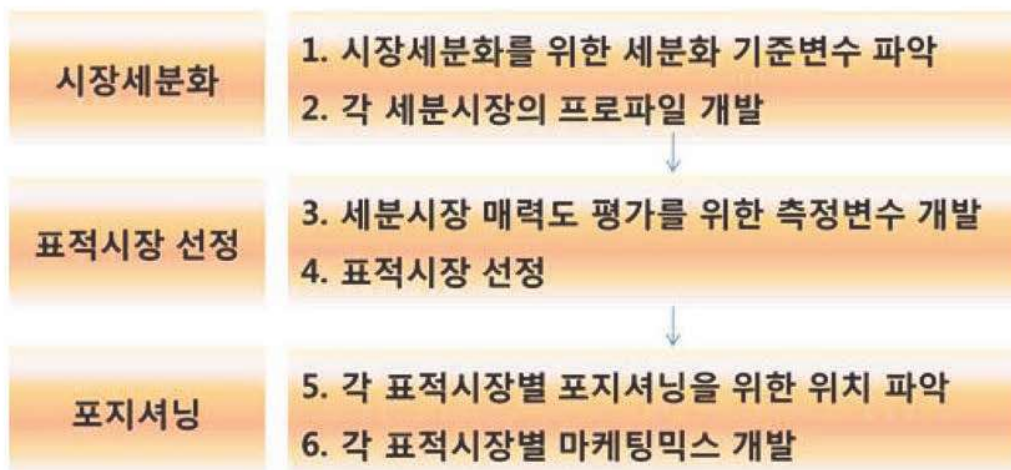 시장세분화
1. 시장세분화를 위한 세분화 기준변수 파악
2. 각 세분시장의 프로파일 개발
표적시장 선정
3. 세분시장 매력도 평가를 위한 측정변수 개발
4. 표적시장 선정
포지셔닝
5. 각 표적시장별 포지셔닝을 위한 위치 파악
6. 각 표적시장별 마케팅믹스 개발